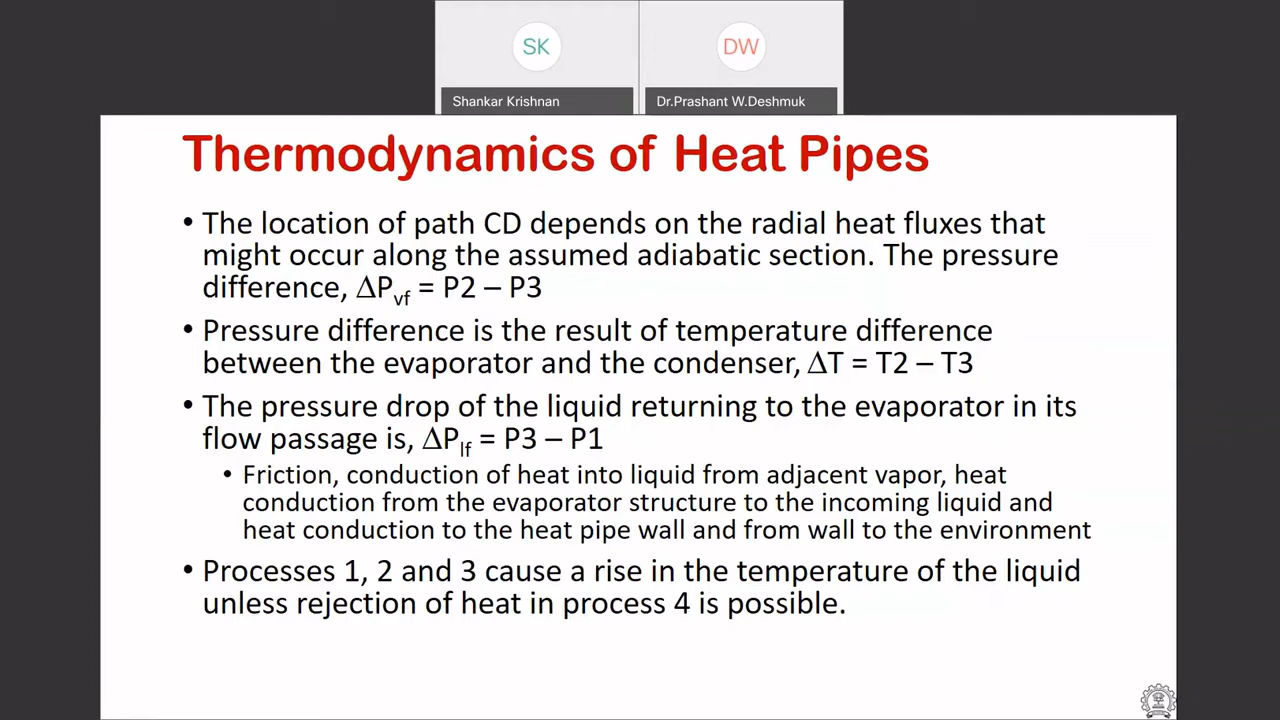 SK
DW
Shankar Krishnan
Dr.Prashant W.Deshmuk
Thermodynamics of Heat Pipes
• The location of path CD depends on the radial heat fluxes that
might occur along the assumed adiabatic section. The pressure
difference, ΔPvf = P2 – P3
• Pressure difference is the result of temperature difference
between the evaporator and the condenser, ΔT = T2 – T3
• The pressure drop of the liquid returning to the evaporator in its
flow passage is, ΔPlf = P3 – P1
• Friction, conduction of heat into liquid from adjacent vapor, heat
conduction from the evaporator structure to the incoming liquid and
heat conduction to the heat pipe wall and from wall to the environment
• Processes 1, 2 and 3 cause a rise in the temperature of the liquid
unless rejection of heat in process 4 is possible.